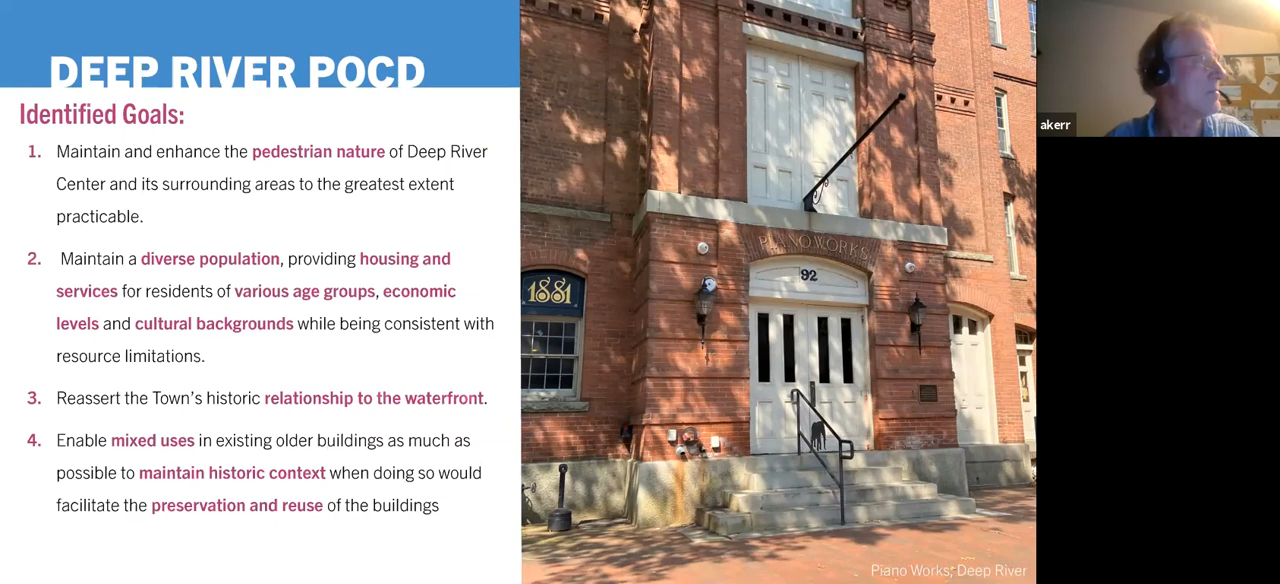 DEEP RIVER POCD
Identified Goals:
1. Maintain and enhance the pedestrian nature of Deep River
Center and its surrounding areas to the greatest extent
practicable.
2. Maintain a diverse population, providing housing and
services for residents of various age groups, economic
levels and cultural backgrounds while being consistent with
resource limitations.
3. Reassert the Town's historic relationship to the waterfront.
4. Enable mixed uses in existing older buildings as much as
possible to maintain historic context when doing so would
facilitate the preservation and reuse of the buildings
PIANO WORKS
92
1881
Piano Works, Deep River
akerr